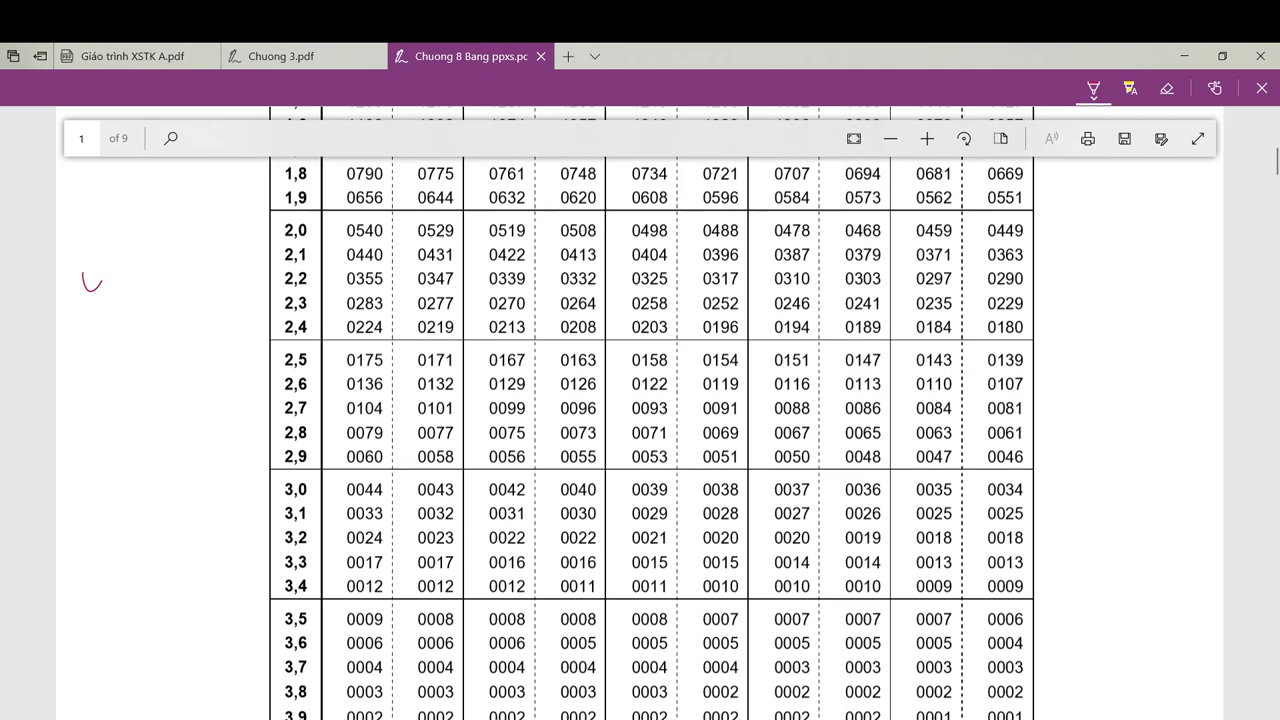 Giáo trình XSTK A.pdf Chuong 3.pdf Chuong 8 Bang ppxs.pc
1 of 9
1,8 0790 0775 0761 0748 0734 0721 0707 0694 0681 0669
1,9 0656 0644 0632 0620 0608 0596 0584 0573 0562 0551
2,0 0540 0529 0519 0508 0498 0488 0478 0468 0459 0449
2,1 0440 0431 0422 0413 0404 0396 0387 0379 0371 0363
2,2 0355 0347 0339 0332 0325 0317 0310 0303 0297 0290
2,3 0283 0277 0270 0264 0258 0252 0246 0241 0235 0229
2,4 0224 0219 0213 0208 0203 0196 0194 0189 0184 0180
2,5 0175 0171 0167 0163 0158 0154 0151 0147 0143 0139
2,6 0136 0132 0129 0126 0122 0119 0116 0113 0110 0107
2,7 0104 0101 0099 0096 0093 0091 0088 0086 0084 0081
2,8 0079 0077 0075 0073 0071 0069 0067 0065 0063 0061
2,9 0060 0058 0056 0055 0053 0051 0050 0048 0047 0046
3,0 0044 0043 0042 0040 0039 0038 0037 0036 0035 0034
3,1 0033 0032 0031 0030 0029 0028 0027 0026 0025 0025
3,2 0024 0023 0022 0022 0021 0020 0020 0019 0018 0018
3,3 0017 0017 0016 0016 0015 0015 0014 0014 0013 0013
3,4 0012 0012 0012 0011 0011 0010 0010 0010 0009 0009
3,5 0009 0008 0008 0008 0008 0007 0007 0007 0007 0006
3,6 0006 0006 0006 0005 0005 0005 0005 0005 0005 0004
3,7 0004 0004 0004 0004 0004 0004 0003 0003 0003 0003
3,8 0003 0003 0003 0003 0003 0002 0002 0002 0002 0002
3,9 0002 0002 0002 0002 0002 0002 0002 0002 0001 0001